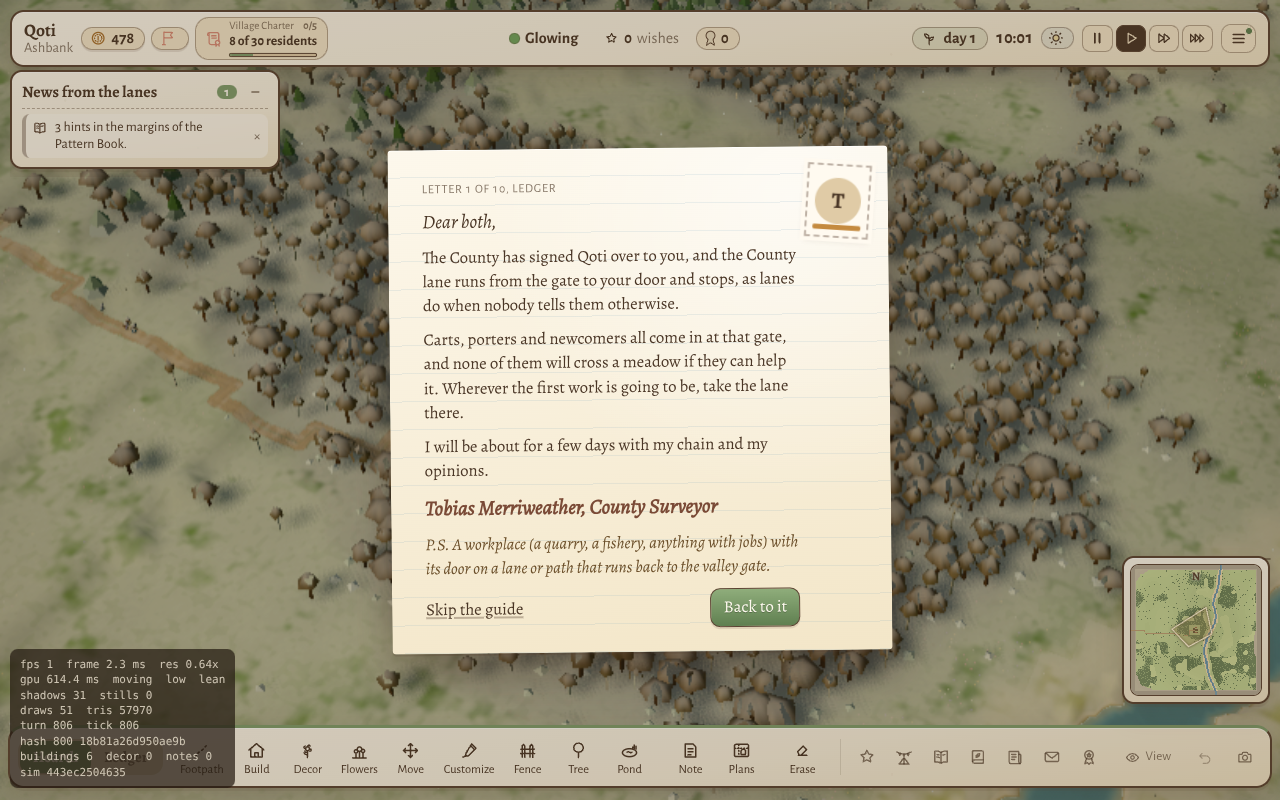 Qoti
Ashbank
478
Village Charter 0/5
8 of 30 residents
Glowing
0 wishes
0
day 1
10:01
News from the lanes
1
3 hints in the margins of the
Pattern Book.
LETTER 1 OF 10, LEDGER
T
Dear both,
The County has signed Qoti over to you, and the County
lane runs from the gate to your door and stops, as lanes
do when nobody tells them otherwise.
Carts, porters and newcomers all come in at that gate,
and none of them will cross a meadow if they can help
it. Wherever the first work is going to be, take the lane
there.
I will be about for a few days with my chain and my
opinions.
Tobias Merriweather, County Surveyor
P.S. A workplace (a quarry, a fishery, anything with jobs) with
its door on a lane or path that runs back to the valley gate.
Skip the guide
Back to it
N
fps 1 frame 2.3 ms res 0.64x
gpu 614.4 ms moving low lean
shadows 31 stills 0
draws 51 tris 57970
turn 806 tick 806
hash 800 18b81a26d950ae9b
buildings 6 decor 0 notes 0
sim 443ec2504635
Footpath
Build
Decor
Flowers
Move
Customize
Fence
Tree
Pond
Note
Plans
Erase
View